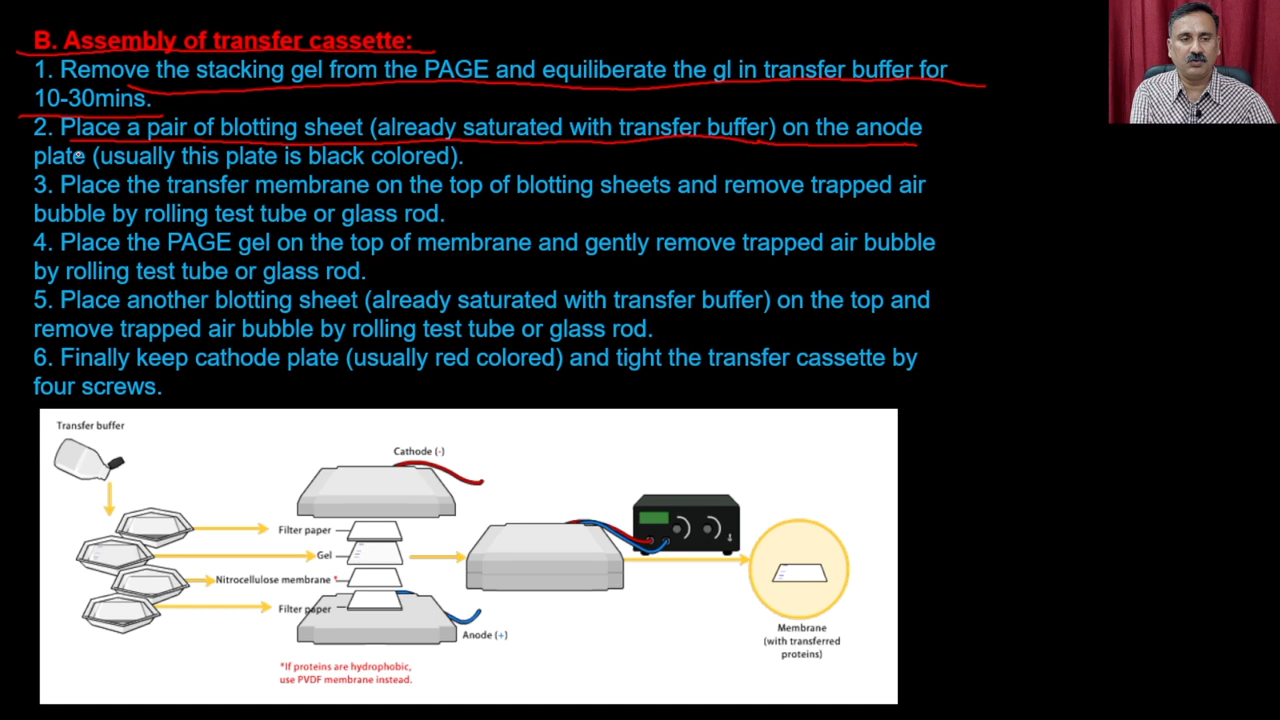 B. Assembly of transfer cassette:
1. Remove the stacking gel from the PAGE and equiliberate the gl in transfer buffer for
10-30mins.
2. Place a pair of blotting sheet (already saturated with transfer buffer) on the anode
plate (usually this plate is black colored).
3. Place the transfer membrane on the top of blotting sheets and remove trapped air
bubble by rolling test tube or glass rod.
4. Place the PAGE gel on the top of membrane and gently remove trapped air bubble
by rolling test tube or glass rod.
5. Place another blotting sheet (already saturated with transfer buffer) on the top and
remove trapped air bubble by rolling test tube or glass rod.
6. Finally keep cathode plate (usually red colored) and tight the transfer cassette by
four screws.
Transfer buffer
Cathode (-)
Filter paper
Gel
Nitrocellulose membrane *
Filter paper
Anode (+)
*If proteins are hydrophobic,
use PVDF membrane instead.
Membrane
(with transferred
proteins)